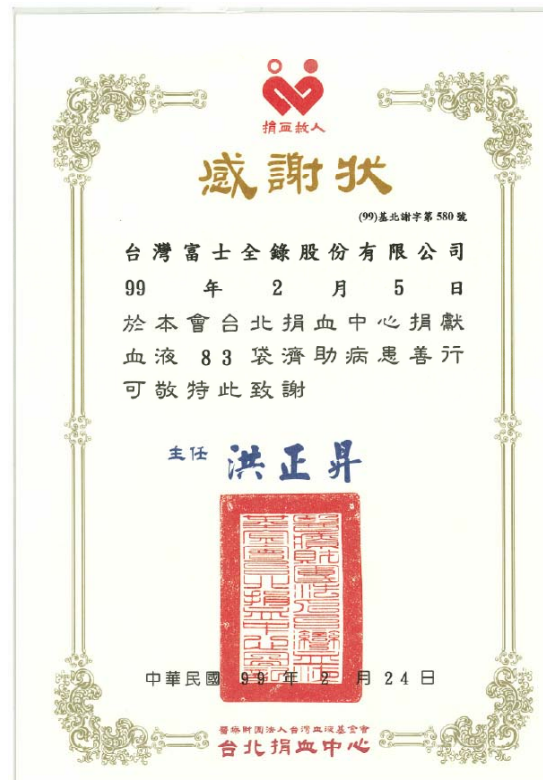 捐血救人
感謝狀
(99)基北謝字第 580 號
台灣富士全錄股份有限公司
99 年 2 月 5 日
於本會台北捐血中心捐獻
血液 83 袋濟助病患善行
可敬特此致謝
主任 洪正昇
中華民國 99 年 2 月 24 日
醫療財團法人台灣血液基金會
台北捐血中心